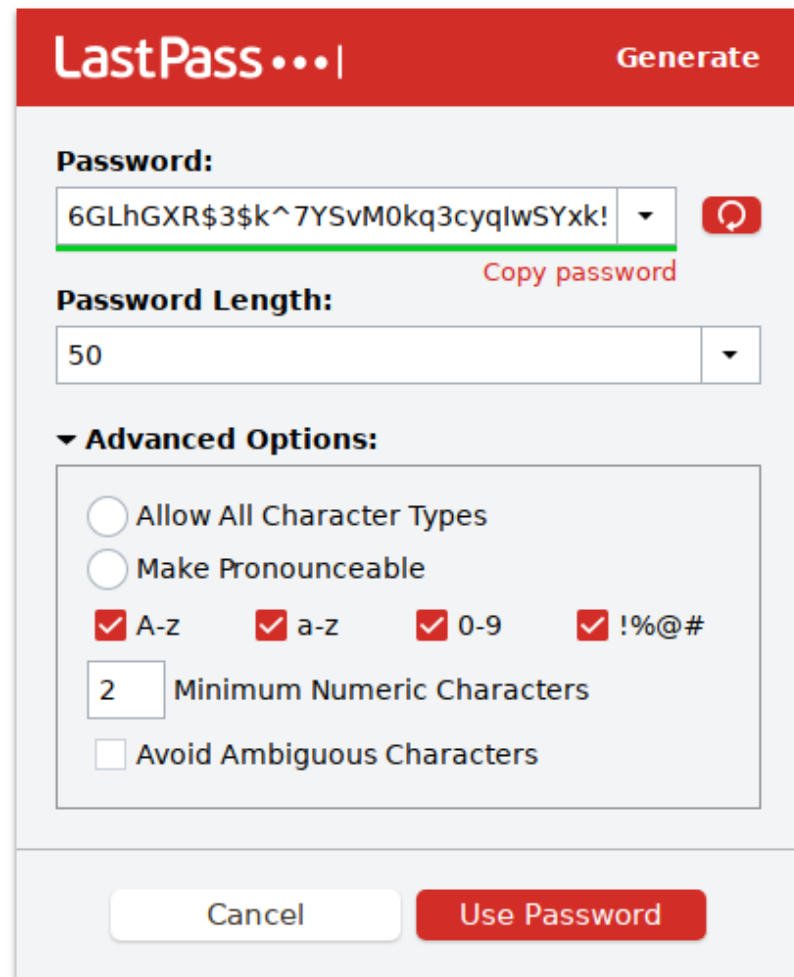 LastPass •••|
Generate
Password:
6GLhGXR$3$k^7YSvM0kq3cyqIwSYxk!
Copy password
Password Length:
50
Advanced Options:
Allow All Character Types
Make Pronounceable
A-z a-z 0-9 !%@#
2 Minimum Numeric Characters
Avoid Ambiguous Characters
Cancel Use Password